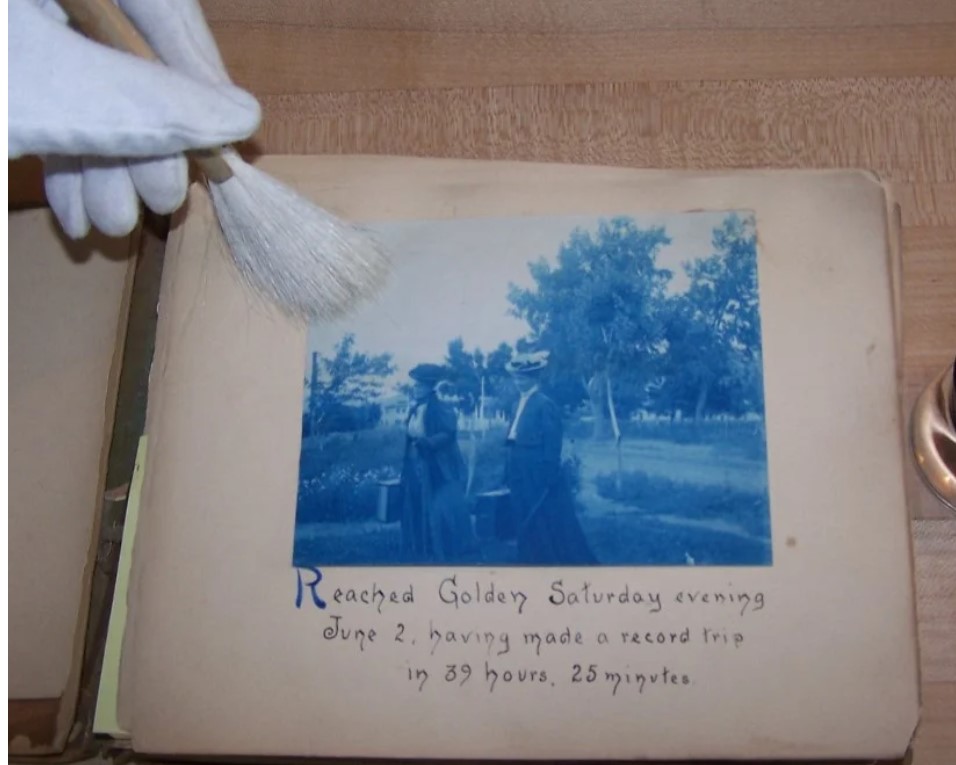 Reached Golden Saturday evening
June 2, having made a record trip
in 39 hours, 25 minutes.